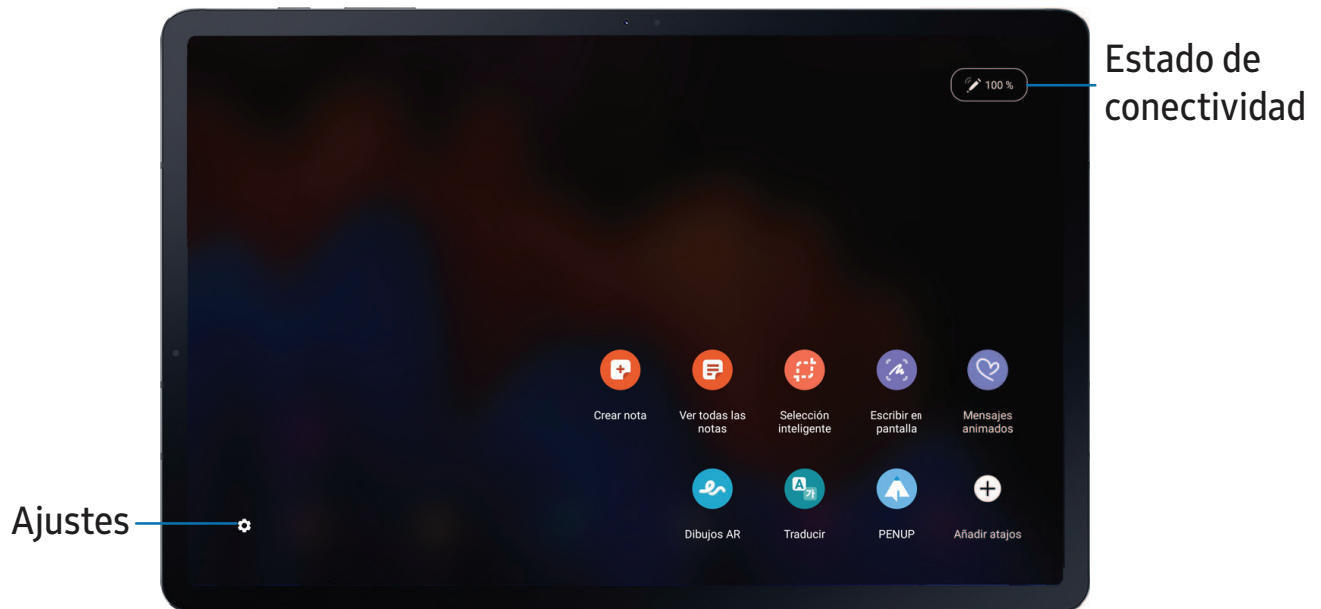 Estado de
conectividad
100 %
Crear nota
Ver todas las
notas
Selección
inteligente
Escribir en
pantalla
Mensajes
animados
Dibujos AR
Traducir
PENUP
Añadir atajos
Ajustes